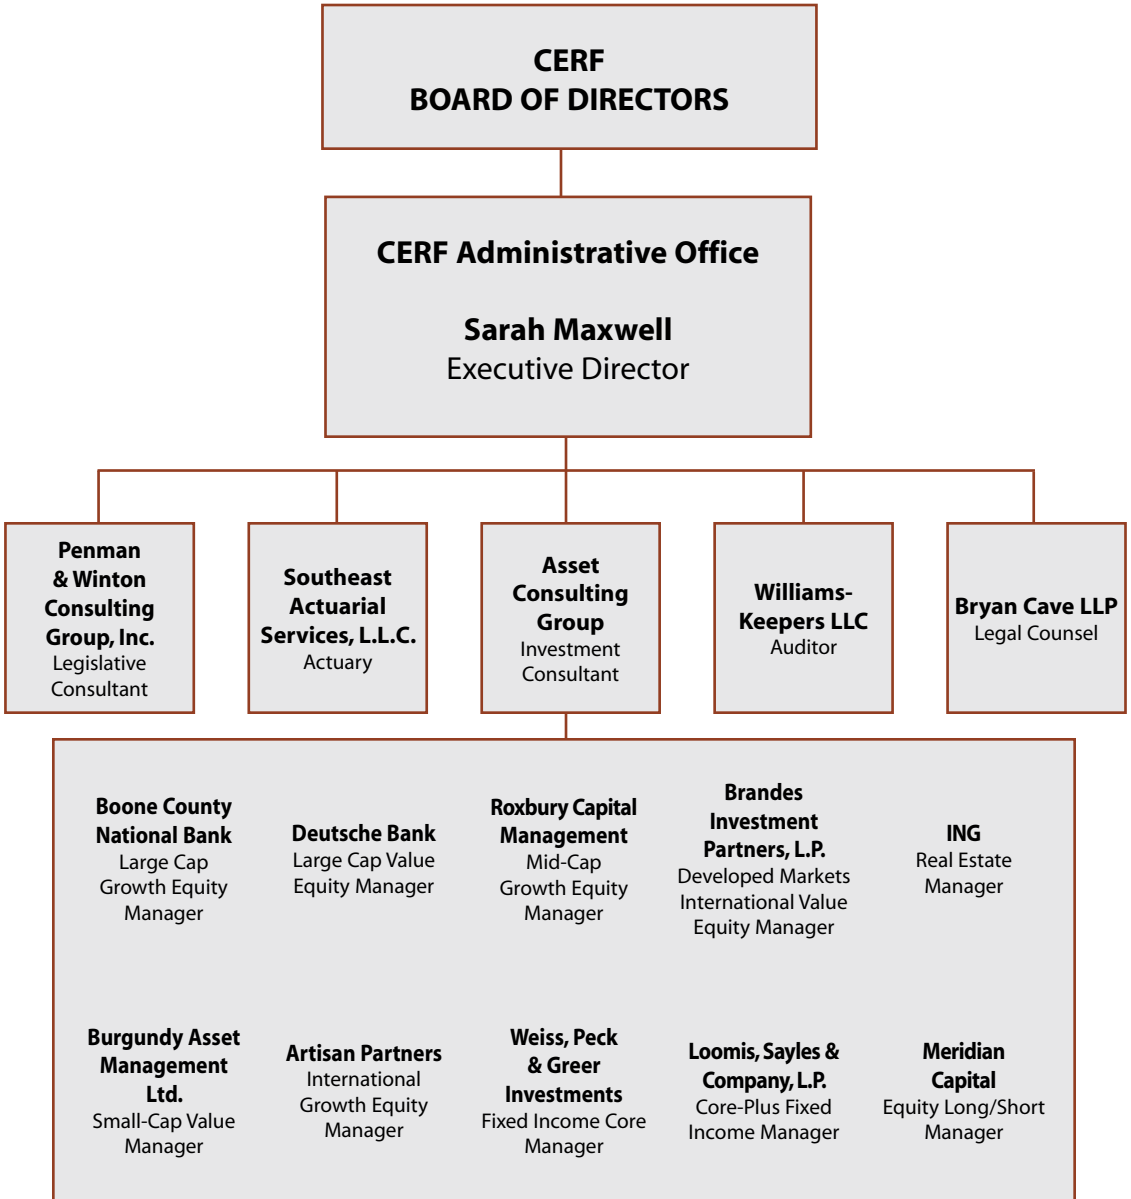 CERF
BOARD OF DIRECTORS
CERF Administrative Office
Sarah Maxwell
Executive Director
Penman
& Winton
Consulting
Group, Inc.
Legislative
Consultant
Southeast
Actuarial
Services, L.L.C.
Actuary
Asset
Consulting
Group
Investment
Consultant
Williams-
Keepers LLC
Auditor
Bryan Cave LLP
Legal Counsel
Boone County
National Bank
Large Cap
Growth Equity
Manager
Deutsche Bank
Large Cap Value
Equity Manager
Roxbury Capital
Management
Mid-Cap
Growth Equity
Manager
Brandes
Investment
Partners, L.P.
Developed Markets
International Value
Equity Manager
ING
Real Estate
Manager
Burgundy Asset
Management
Ltd.
Small-Cap Value
Manager
Artisan Partners
International
Growth Equity
Manager
Weiss, Peck
& Greer
Investments
Fixed Income Core
Manager
Loomis, Sayles &
Company, L.P.
Core-Plus Fixed
Income Manager
Meridian
Capital
Equity Long/Short
Manager